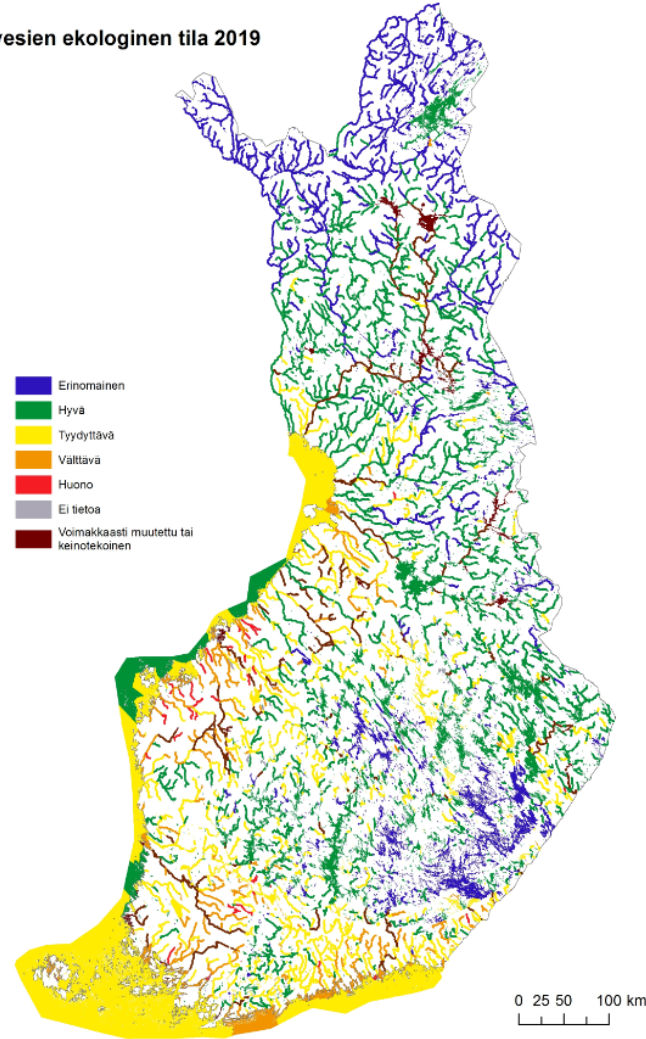 vesien ekologinen tila 2019
Erinomainen
Hyvä
Tyydyttävä
Välttävä
Huono
Ei tietoa
Voimakkaasti muutettu tai
keinotekoinen
0 25 50 100 km